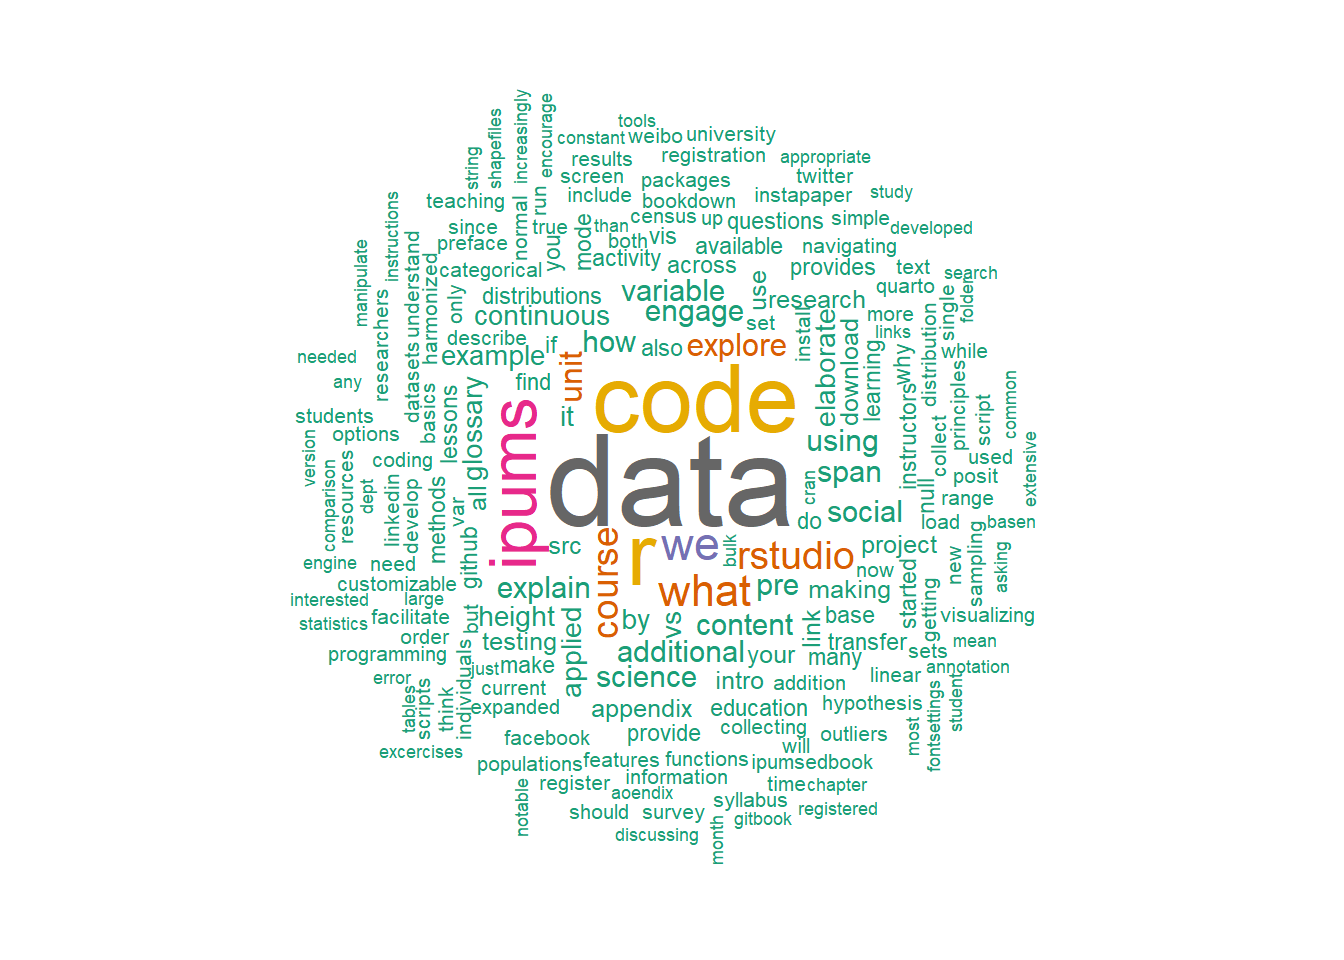 tools
constant weibo university
results registration appropriate
screen packages twitter
teaching include bookdown instapaper study
string
shapefiles
increasingly
encourage
since true than census up questions simple developed
preface normal run you mode both vis available navigating
activity
categorical across provides text search
distributions variable use research quarto folder
continuous engage set install more single
manipulate
instructions
researchers
datasets
understand
harmonized
only
describe if how also explore elaborate download links while
needed example unit learning why distribution
any find code instructors principles script common
students basics lessons glossary it using collect used
options ipums data span posit extensive
version
comparison
resources
dept
coding
linkedin
develop
methods
var
all
github
cran
null range
src r we bulk do social load basen
engine need course rstudio project new sampling asking
customizable explain what pre making now started getting
interested large
statistics facilitate but height by vs content link base visualizing
order testing applied additional your many transfer sets mean
programming individuals just make science intro addition linear annotation
error current
tables
scripts
think
expanded appendix education hypothesis most fontsettings student
excercises facebook provide collecting outliers
will
populations features functions ipumsedbook
register information time chapter
notable aoendix
should survey syllabus registered
discussing month gitbook